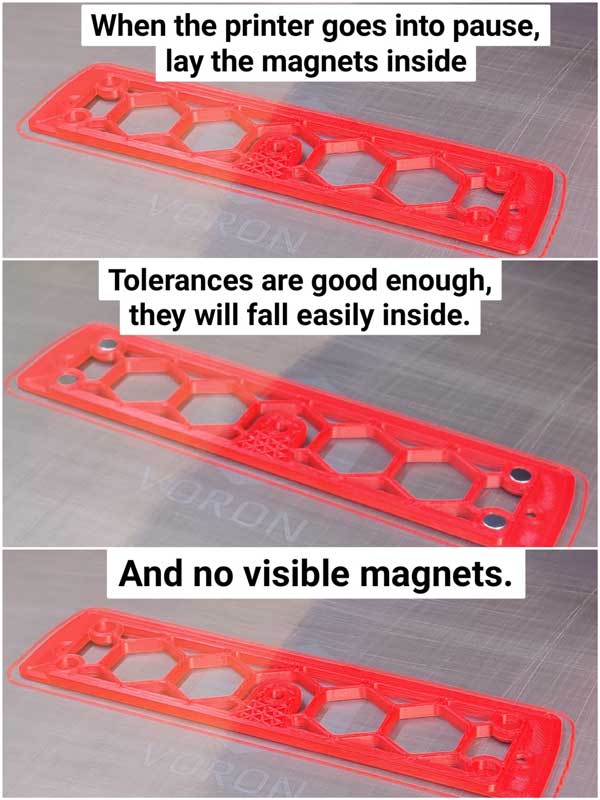 When the printer goes into pause,
lay the magnets inside
VORON
Tolerances are good enough,
they will fall easily inside.
VORON
And no visible magnets.
VORON